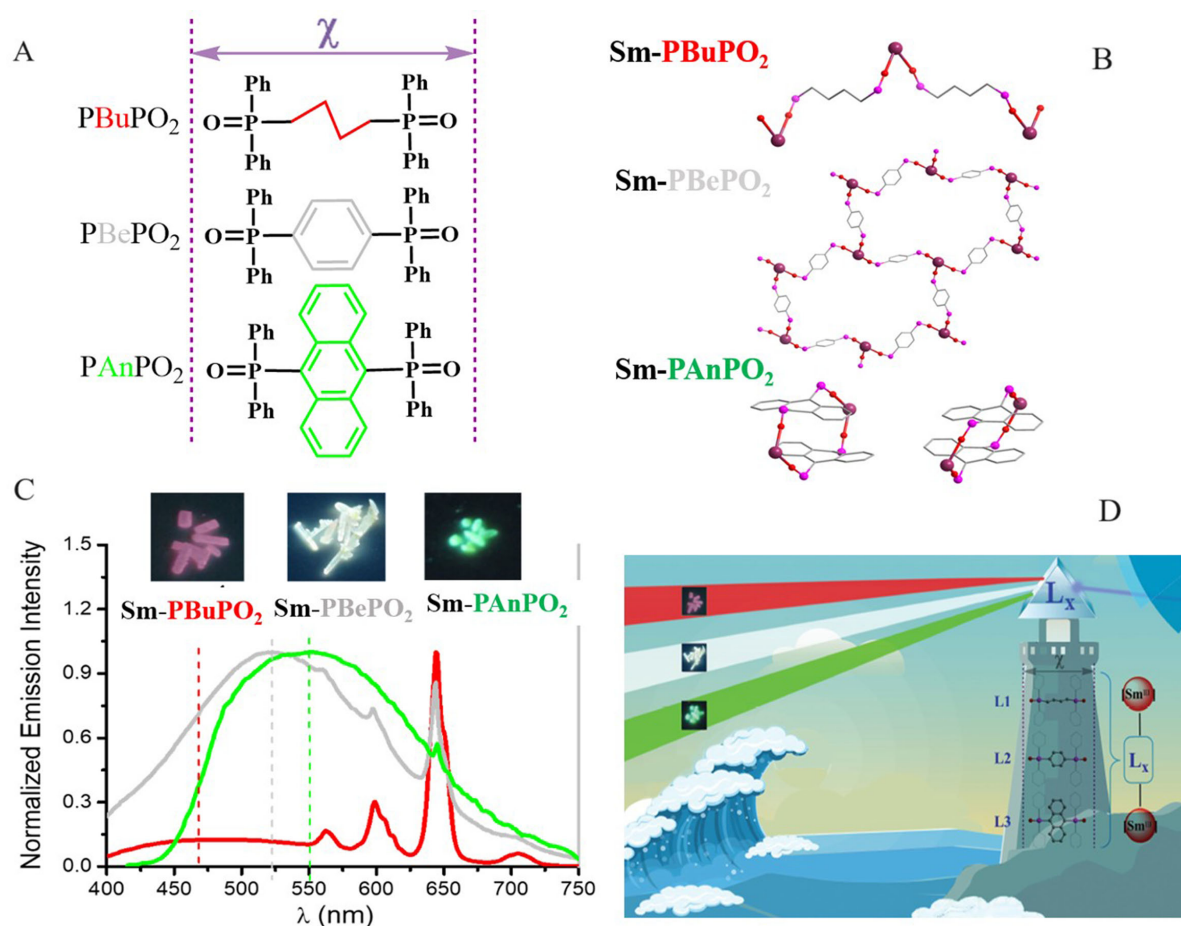 A
χ
PBuPO2
Ph Ph
O=P P=O
Ph Ph
PBePO2
Ph Ph
O=P P=O
Ph Ph
PAnPO2
Ph Ph
O=P P=O
Ph Ph
B
Sm-PBuPO2
Sm-PBePO2
Sm-PAnPO2
C
Normalized Emission Intensity
1.5
1.2
0.9
0.6
0.3
0.0
Sm-PBuPO2
Sm-PBePO2
Sm-PAnPO2
400 450 500 550 600 650 700 750
λ (nm)
D
Lx
χ
L1
L2
L3
[SmIII]
Lx
[SmIII]